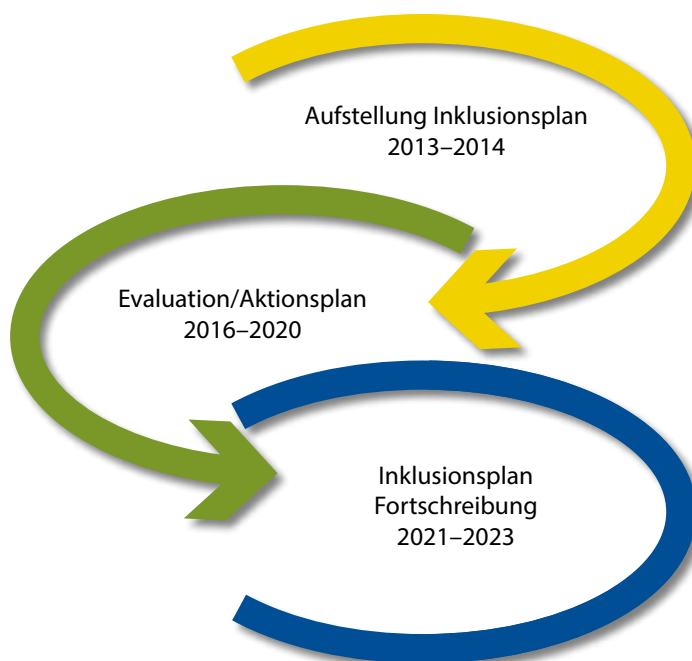 Aufstellung Inklusionsplan
2013–2014
Evaluation/Aktionsplan
2016–2020
Inklusionsplan
Fortschreibung
2021–2023